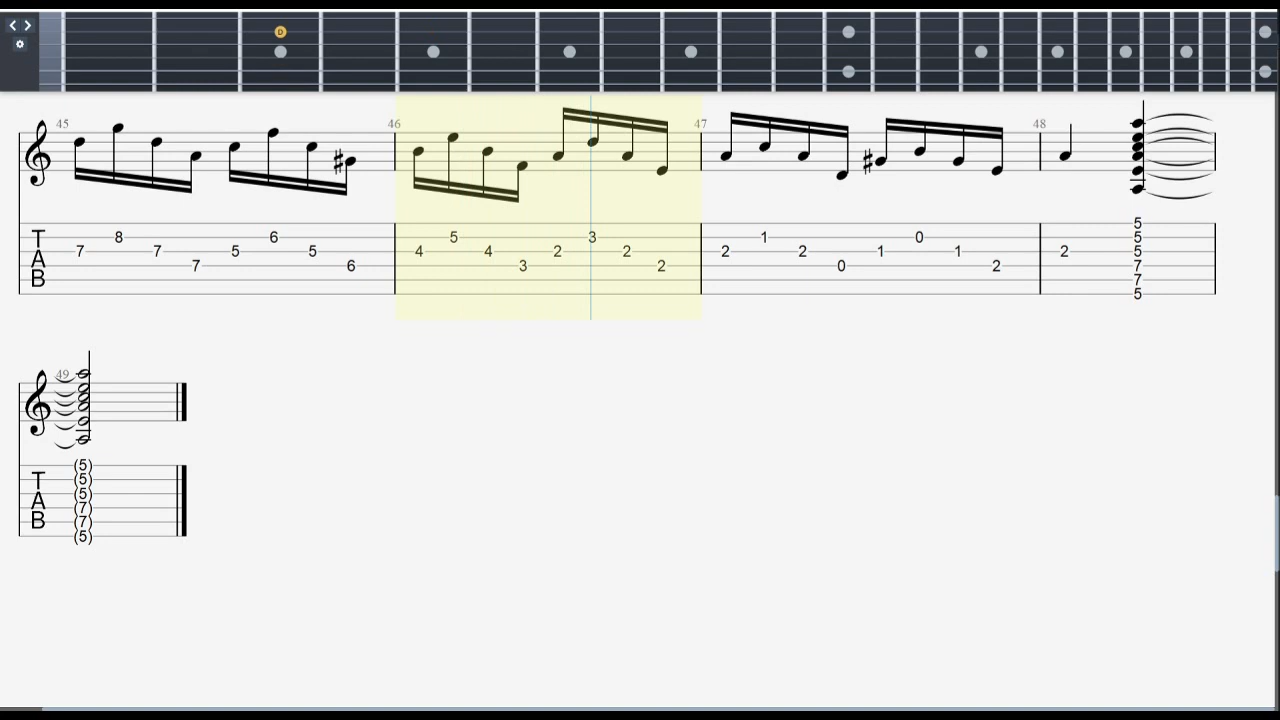 D
45 46 47 48
5
T 8 5 6 5 3 1 0 5
A 7 7 5 5 4 4 2 2 2 2 1 1 2 5
7 6 3 2 0 2 7
B 7
5
49
(5)
T (5)
(5)
A (7)
B (7)
(5)